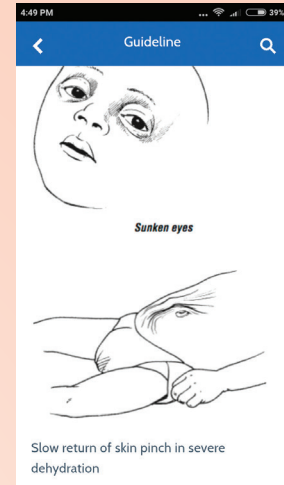 4:49 PM ... 39%
Guideline
Sunken eyes
Slow return of skin pinch in severe
dehydration